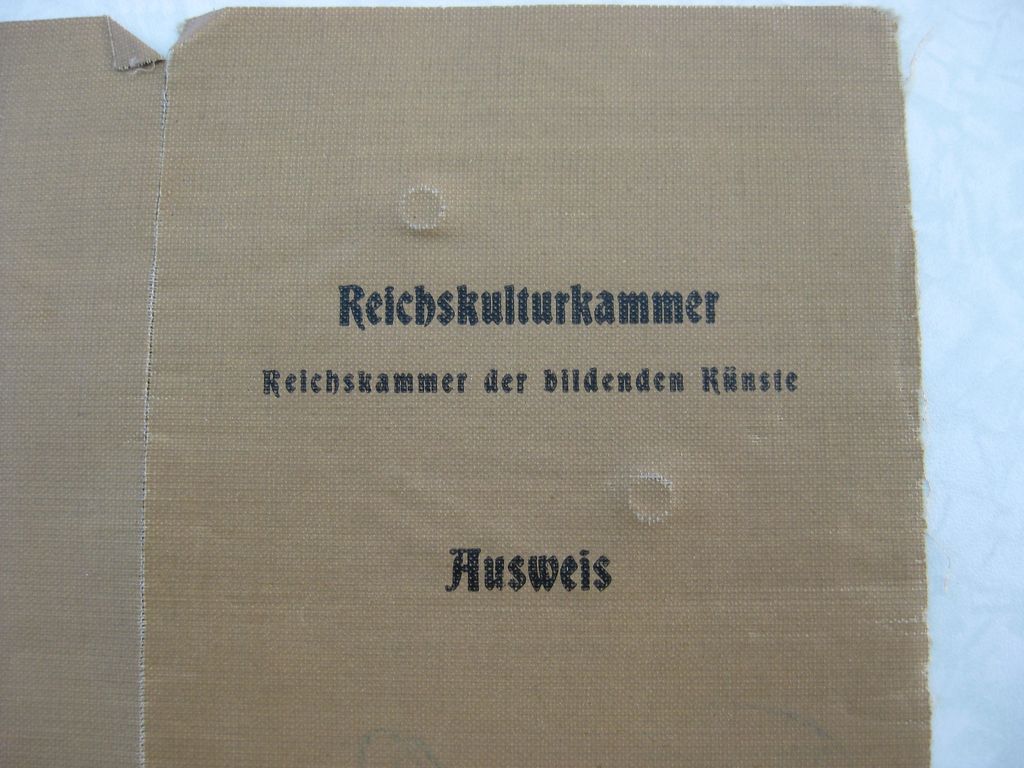 Reichskulturkammer
Reichskammer der bildenden Künste
Ausweis